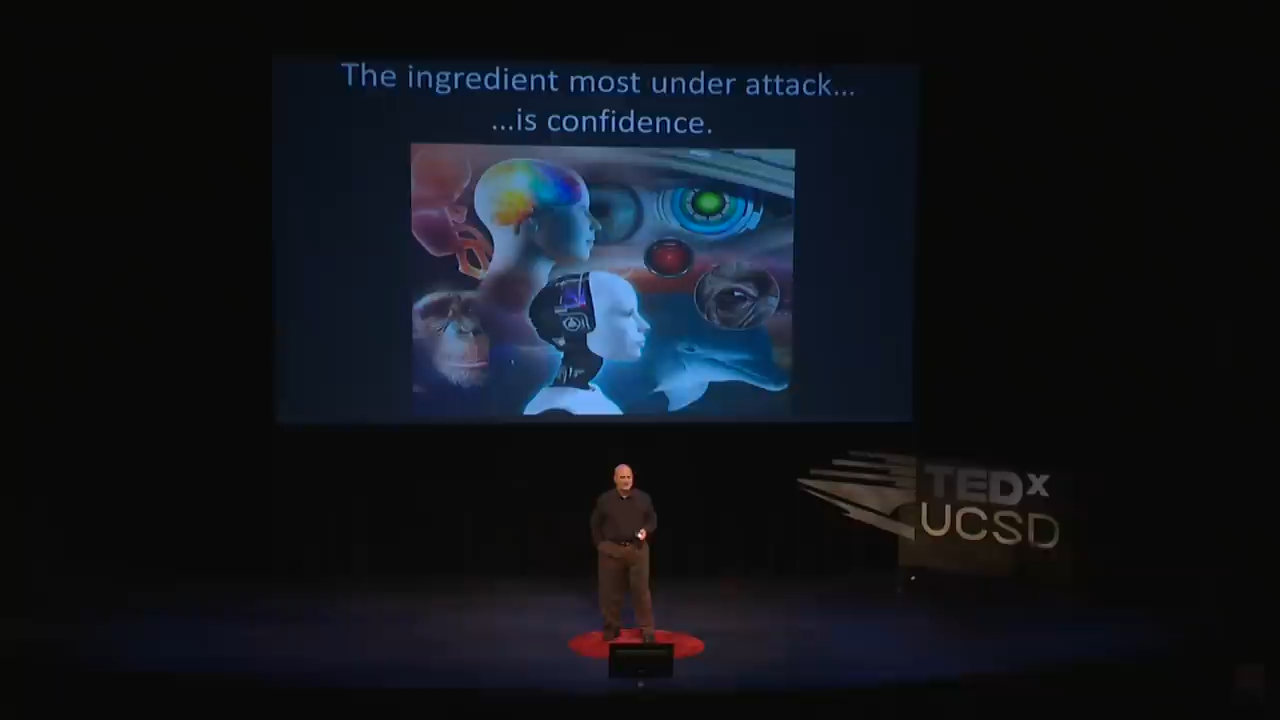 The ingredient most under attack...
...is confidence.
TEDx
UCSD